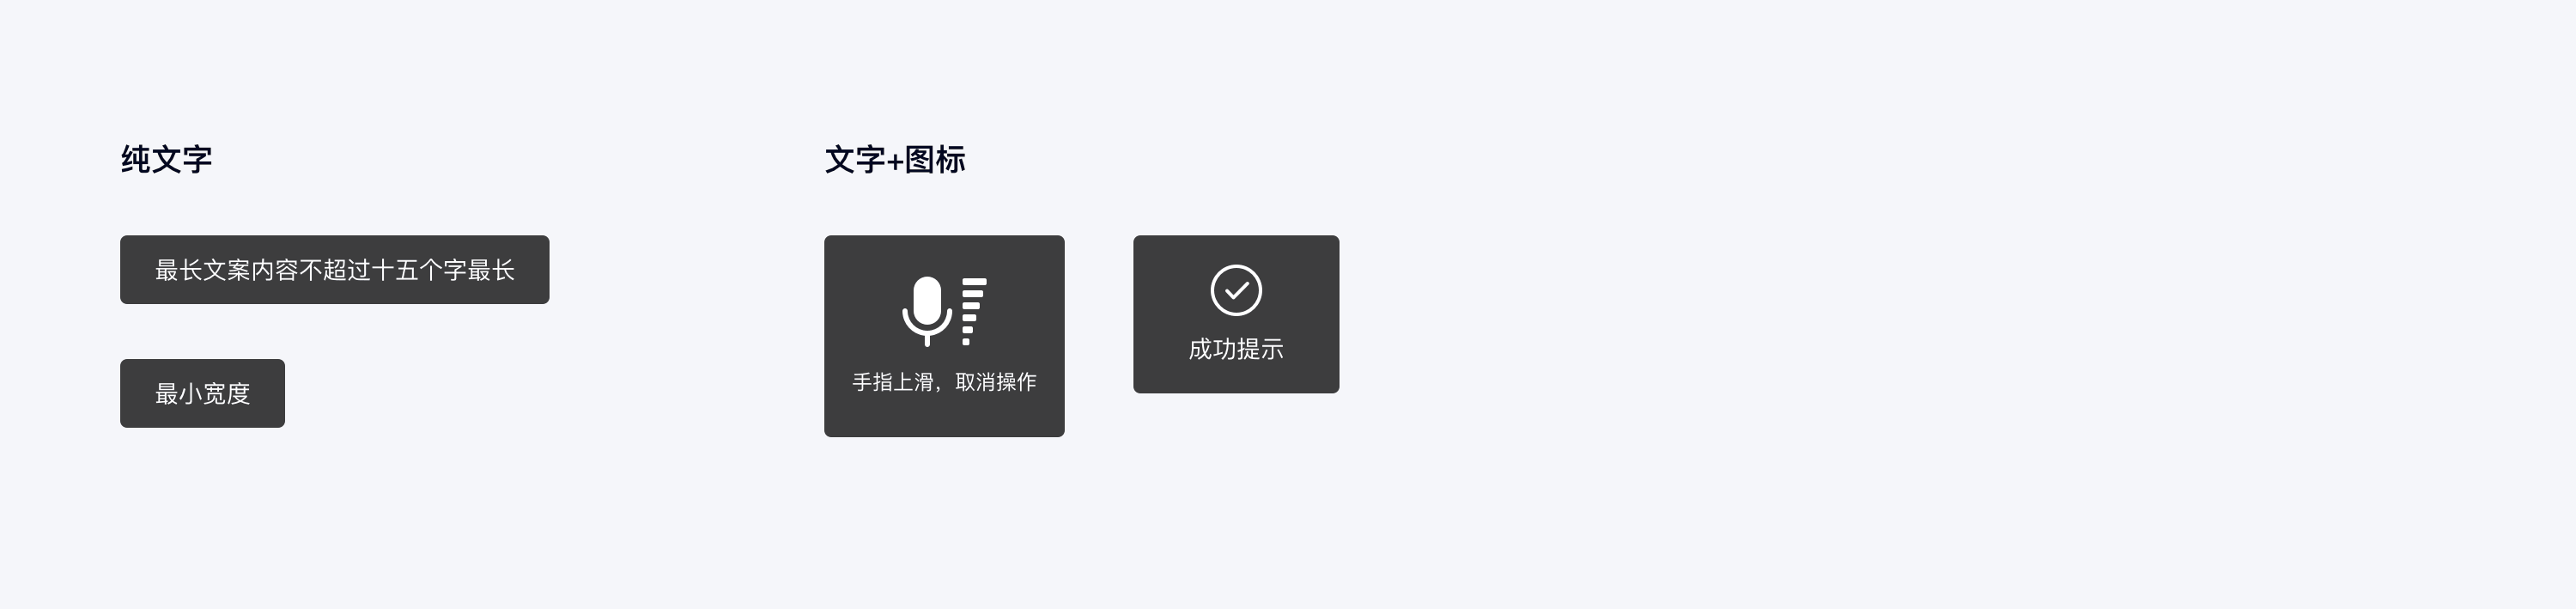 纯文字
最长文案内容不超过十五个字最长
最小宽度
文字+图标
手指上滑，取消操作
成功提示